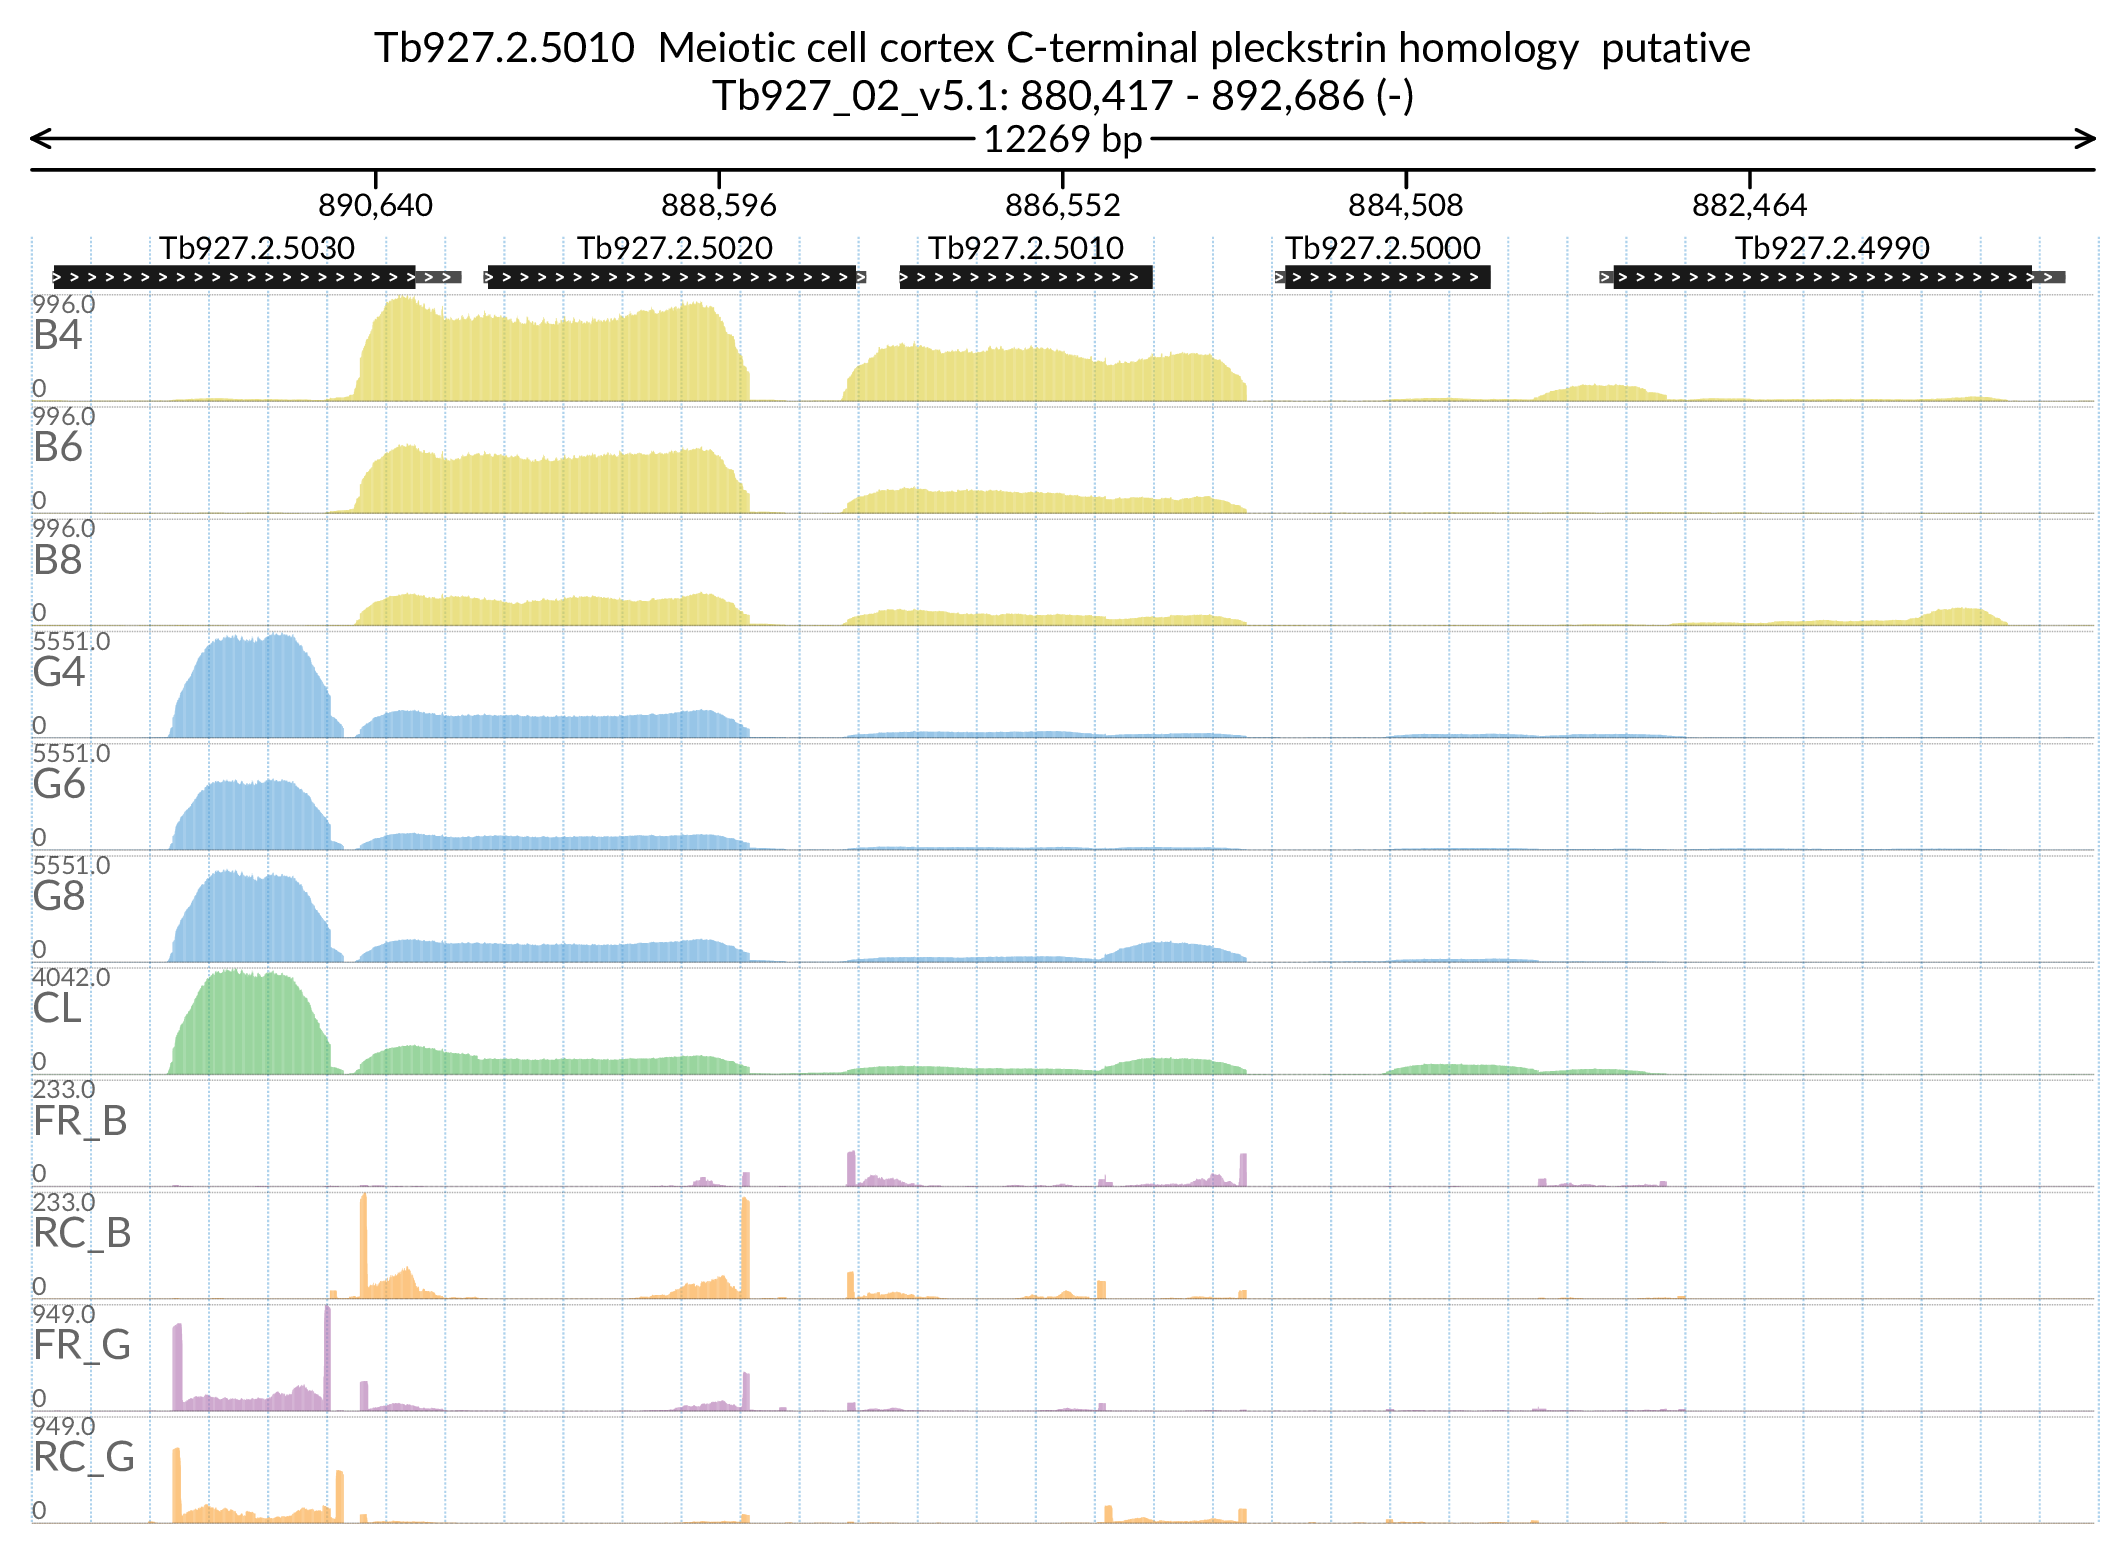 Tb927.2.5010  Meiotic cell cortex C-terminal pleckstrin homology  putative
Tb927_02_v5.1: 880,417 - 892,686 (-)
12269 bp
890,640 888,596 886,552 884,508 882,464
Tb927.2.5030 Tb927.2.5020 Tb927.2.5010 Tb927.2.5000 Tb927.2.4990
996.0
B4
0
996.0
B6
0
996.0
B8
0
5551.0
G4
0
5551.0
G6
0
5551.0
G8
0
4042.0
CL
0
233.0
FR_B
0
233.0
RC_B
0
949.0
FR_G
0
949.0
RC_G
0